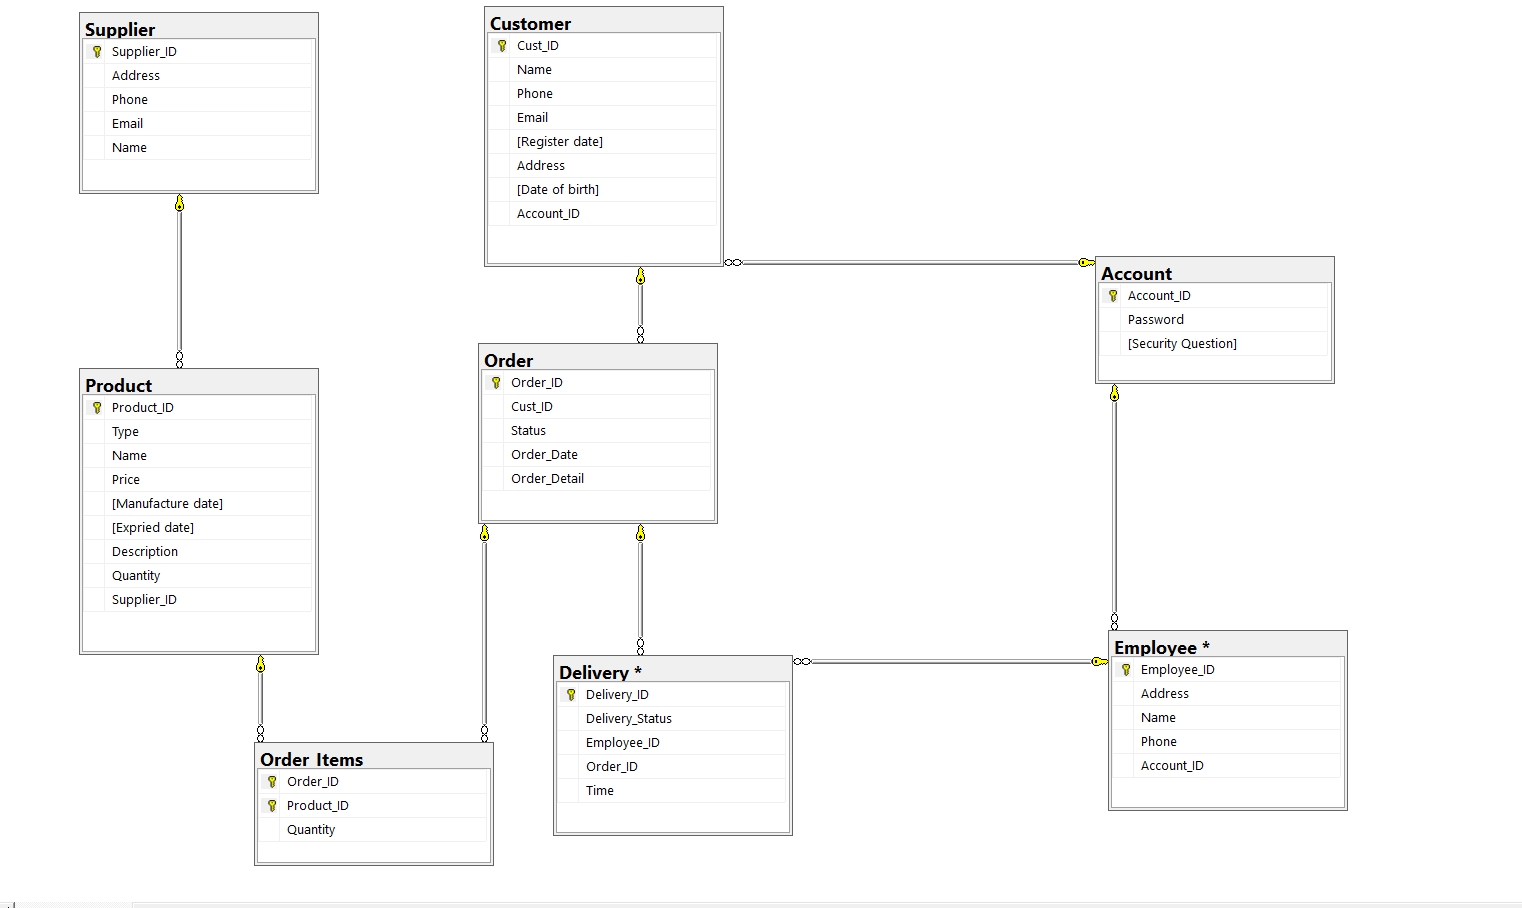 Supplier
Supplier_ID
Address
Phone
Email
Name
Customer
Cust_ID
Name
Phone
Email
[Register date]
Address
[Date of birth]
Account_ID
Account
Account_ID
Password
[Security Question]
Product
Product_ID
Type
Name
Price
[Manufacture date]
[Expried date]
Description
Quantity
Supplier_ID
Order
Order_ID
Cust_ID
Status
Order_Date
Order_Detail
Order Items
Order_ID
Product_ID
Quantity
Delivery *
Delivery_ID
Delivery_Status
Employee_ID
Order_ID
Time
Employee *
Employee_ID
Address
Name
Phone
Account_ID